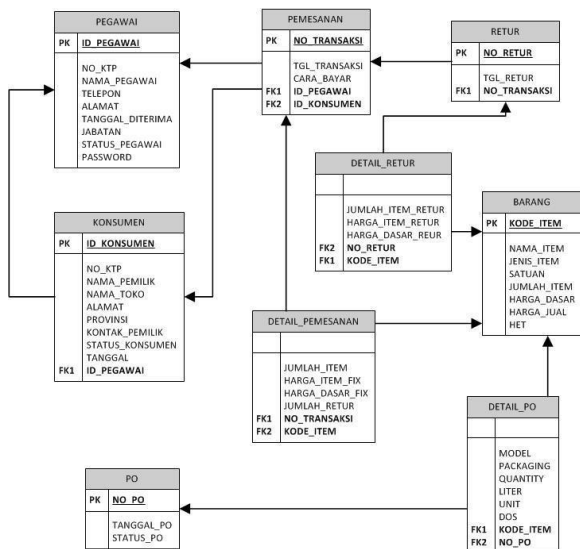 PEGAWAI
PK ID_PEGAWAI
NO_KTP
NAMA_PEGAWAI
TELEPON
ALAMAT
TANGGAL_DITERIMA
JABATAN
STATUS_PEGAWAI
PASSWORD
PEMESANAN
PK NO_TRANSAKSI
TGL_TRANSAKSI
CARA_BAYAR
FK1 ID_PEGAWAI
FK2 ID_KONSUMEN
RETUR
PK NO_RETUR
TGL_RETUR
FK1 NO_TRANSAKSI
DETAIL_RETUR
JUMLAH_ITEM_RETUR
HARGA_ITEM_RETUR
HARGA_DASAR_REUR
FK2 NO_RETUR
FK1 KODE_ITEM
BARANG
PK KODE_ITEM
NAMA_ITEM
JENIS_ITEM
SATUAN
JUMLAH_ITEM
HARGA_DASAR
HARGA_JUAL
HET
KONSUMEN
PK ID_KONSUMEN
NO_KTP
NAMA_PEMILIK
NAMA_TOKO
ALAMAT
PROVINSI
KONTAK_PEMILIK
STATUS_KONSUMEN
TANGGAL
FK1 ID_PEGAWAI
DETAIL_PEMESANAN
JUMLAH_ITEM
HARGA_ITEM_FIX
HARGA_DASAR_FIX
JUMLAH_RETUR
FK1 NO_TRANSAKSI
FK2 KODE_ITEM
DETAIL_PO
MODEL
PACKAGING
QUANTITY
LITER
UNIT
DOS
FK1 KODE_ITEM
FK2 NO_PO
PO
PK NO_PO
TANGGAL_PO
STATUS_PO